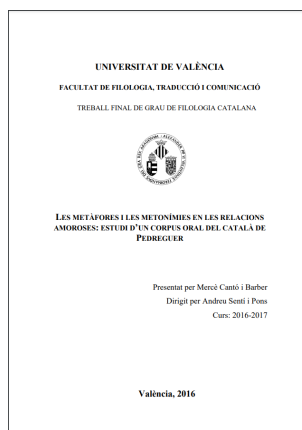 UNIVERSITAT DE VALÈNCIA
FACULTAT DE FILOLOGIA, TRADUCCIÓ I COMUNICACIÓ
TREBALL FINAL DE GRAU DE FILOLOGIA CATALANA
LES METÀFORES I LES METONÍMIES EN LES RELACIONS
AMOROSES: ESTUDI D'UN CORPUS ORAL DEL CATALÀ DE
PEDREGUER
Presentat per Mercè Cantó i Barber
Dirigit per Andreu Sentí i Pons
Curs: 2016-2017
València, 2016